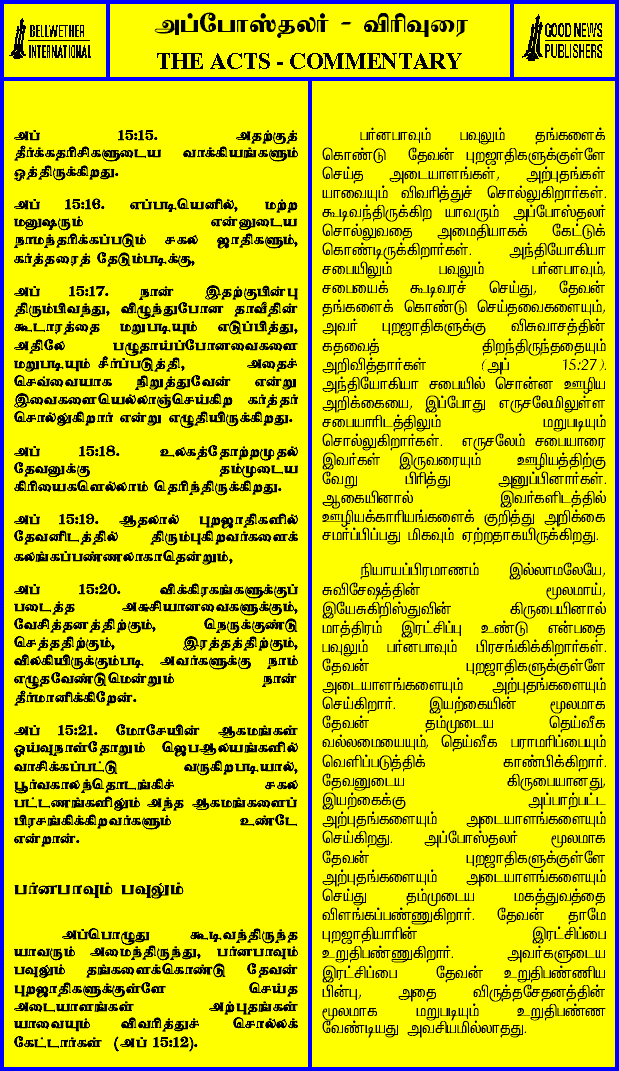 BELLWETHER
INTERNATIONAL
அப்போஸ்தலர் - விரிவுரை
THE ACTS - COMMENTARY
GOOD NEWS
PUBLISHERS
அப் 15:15. அதற்குத்
தீர்க்கதரிசிகளுடைய வாக்கியங்களும்
ஒத்திருக்கிறது.
அப் 15:16. எப்படியெனில், மற்ற
மனுஷரும் என்னுடைய
நாமந்தரிக்கப்படும் சகல ஜாதிகளும்,
கர்த்தரைத் தேடும்படிக்கு,
அப் 15:17. நான் இதற்குபின்பு
திரும்பிவந்து, விழுந்துபோன தாவீதின்
கூடாரத்தை மறுபடியும் எடுப்பித்து,
அதிலே பழுதாய்ப்போனவைகளை
மறுபடியும் சீர்ப்படுத்தி, அதைச்
செவ்வையாக நிறுத்துவேன் என்று
இவைகளையெல்லாஞ்செய்கிற கர்த்தர்
சொல்லுகிறார் என்று எழுதியிருக்கிறது.
அப் 15:18. உலகத்தோற்றமுதல்
தேவனுக்கு தம்முடைய
கிரியைகளெல்லாம் தெரிந்திருக்கிறது.
அப் 15:19. ஆதலால் புறஜாதிகளில்
தேவனிடத்தில் திரும்புகிறவர்களைக்
கலங்கப்பண்ணலாகாதென்றும்,
அப் 15:20. விக்கிரகங்களுக்குப்
படைத்த அசுசியானவைகளுக்கும்,
வேசித்தனத்திற்கும், நெருக்குண்டு
செத்ததிற்கும், இரத்தத்திற்கும்,
விலகியிருக்கும்படி அவர்களுக்கு நாம்
எழுதவேண்டுமென்றும் நான்
தீர்மானிக்கிறேன்.
அப் 15:21. மோசேயின் ஆகமங்கள்
ஓய்வுநாள்தோறும் ஜெபஆலயங்களில்
வாசிக்கப்பட்டு வருகிறபடியால்,
பூர்வகாலந்தொடங்கிச் சகல
பட்டணங்களிலும் அந்த ஆகமங்களைப்
பிரசங்கிக்கிறவர்களும் உண்டே
என்றான்.
பர்னபாவும் பவுலும்
அப்பொழுது கூடிவந்திருந்த
யாவரும் அமைந்திருந்து, பர்னபாவும்
பவுலும் தங்களைக்கொண்டு தேவன்
புறஜாதிகளுக்குள்ளே செய்த
அடையாளங்கள் அற்புதங்கள்
யாவையும் விவரித்துச் சொல்லக்
கேட்டார்கள் (அப் 15:12).
பர்னபாவும் பவுலும் தங்களைக்
கொண்டு தேவன் புறஜாதிகளுக்குள்ளே
செய்த அடையாளங்கள், அற்புதங்கள்
யாவையும் விவரித்துச் சொல்லுகிறார்கள்.
கூடிவந்திருக்கிற யாவரும் அப்போஸ்தலர்
சொல்லுவதை அமைதியாகக் கேட்டுக்
கொண்டிருக்கிறார்கள். அந்தியோகியா
சபையிலும் பவுலும் பர்னபாவும்,
சபையைக் கூடிவரச் செய்து, தேவன்
தங்களைக் கொண்டு செய்தவைகளையும்,
அவர் புறஜாதிகளுக்கு விசுவாசத்தின்
கதவைத் திறந்திருந்ததையும்
அறிவித்தார்கள் (அப் 15:27).
அந்தியோகியா சபையில் சொன்ன ஊழிய
அறிக்கையை, இப்போது எருசலேமிலுள்ள
சபையாரிடத்திலும் மறுபடியும்
சொல்லுகிறார்கள். எருசலேம் சபையாரை
இவர்கள் இருவரையும் ஊழியத்திற்கு
வேறு பிரித்து அனுப்பினார்கள்.
ஆகையினால் இவர்களிடத்தில்
ஊழியக்காரியங்களைக் குறித்து அறிக்கை
சமர்ப்பிப்பது மிகவும் ஏற்றதாகயிருக்கிறது.
நியாயப்பிரமாணம் இல்லாமலேயே,
சுவிசேஷத்தின் மூலமாய்,
இயேசுகிறிஸ்துவின் கிருபையினால்
மாத்திரம் இரட்சிப்பு உண்டு என்பதை
பவுலும் பர்னபாவும் பிரசங்கிக்கிறார்கள்.
தேவன் புறஜாதிகளுக்குள்ளே
அடையாளங்களையும் அற்புதங்களையும்
செய்கிறார். இயற்கையின் மூலமாக
தேவன் தம்முடைய தெய்வீக
வல்லமையையும், தெய்வீக பராமரிப்பையும்
வெளிப்படுத்திக் காண்பிக்கிறார்.
தேவனுடைய கிருபையானது,
இயற்கைக்கு அப்பாற்பட்ட
அற்புதங்களையும் அடையாளங்களையும்
செய்கிறது. அப்போஸ்தலர் மூலமாக
தேவன் புறஜாதிகளுக்குள்ளே
அற்புதங்களையும் அடையாளங்களையும்
செய்து தம்முடைய மகத்துவத்தை
விளங்கப்பண்ணுகிறார். தேவன் தாமே
புறஜாதியாரின் இரட்சிப்பை
உறுதிபண்ணுகிறார். அவர்களுடைய
இரட்சிப்பை தேவன் உறுதிபண்ணிய
பின்பு, அதை விருத்தசேதனத்தின்
மூலமாக மறுபடியும் உறுதிபண்ண
வேண்டியது அவசியமில்லாதது.